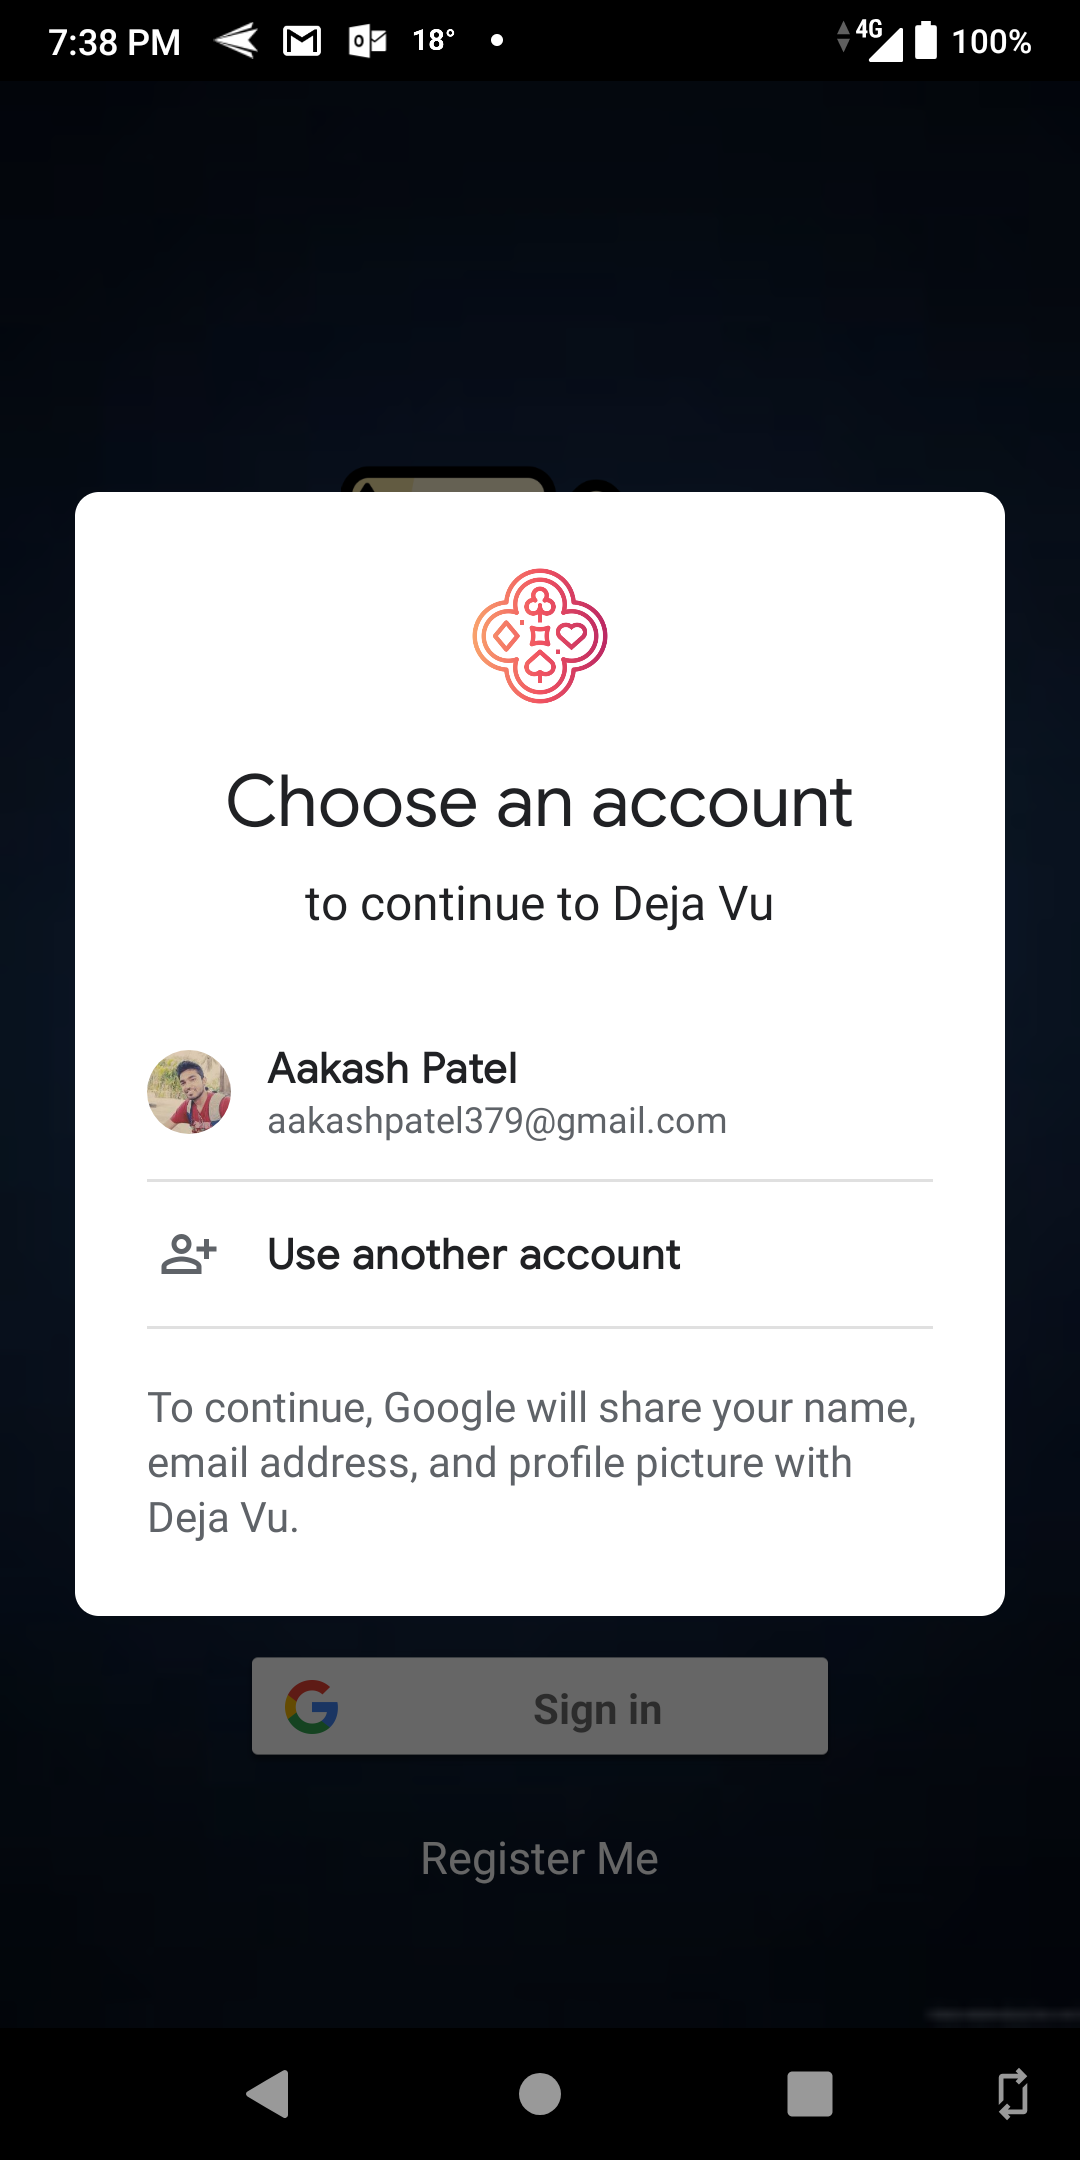 7:38 PM 18° 4G 100%
Choose an account
to continue to Deja Vu
Aakash Patel
aakashpatel379@gmail.com
Use another account
To continue, Google will share your name,
email address, and profile picture with
Deja Vu.
Sign in
Register Me